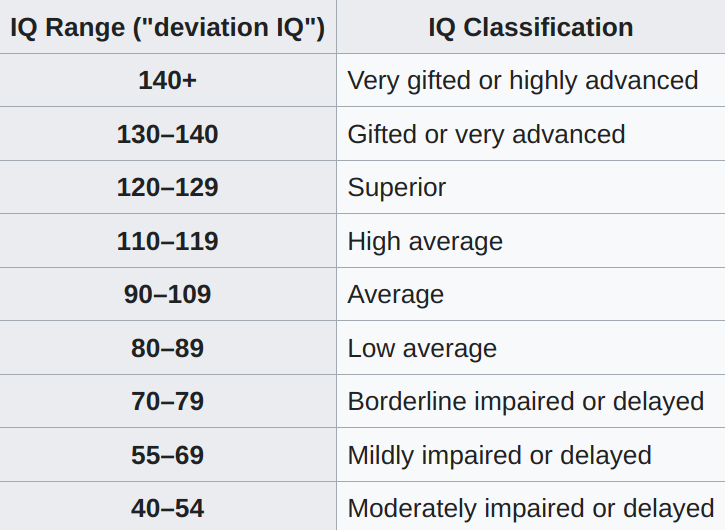 IQ Range ("deviation IQ") IQ Classification
140+ Very gifted or highly advanced
130–140 Gifted or very advanced
120–129 Superior
110–119 High average
90–109 Average
80–89 Low average
70–79 Borderline impaired or delayed
55–69 Mildly impaired or delayed
40–54 Moderately impaired or delayed